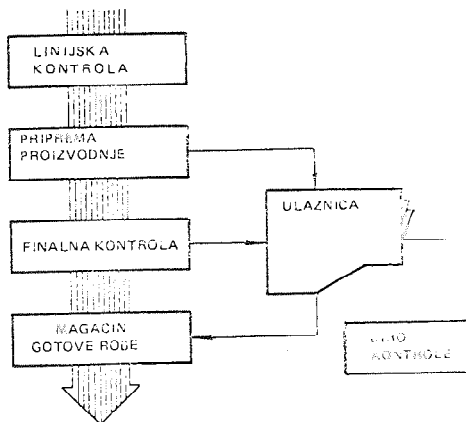 LINIJSKA
KONTROLA
PRIPREMA
PROIZVODNJE
ULAZNICA
FINALNA KONTROLA
MAGACIN
GOTOVE ROBE
KONTROLE